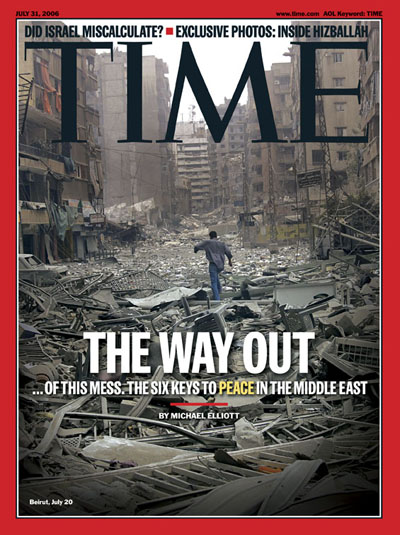 JULY 31, 2006 www.time.com AOL Keyword: TIME
DID ISRAEL MISCALCULATE? ■ EXCLUSIVE PHOTOS: INSIDE HIZBALLAH
TIME
THE WAY OUT
... OF THIS MESS. THE SIX KEYS TO PEACE IN THE MIDDLE EAST
BY MICHAEL ELLIOTT
Beirut, July 20